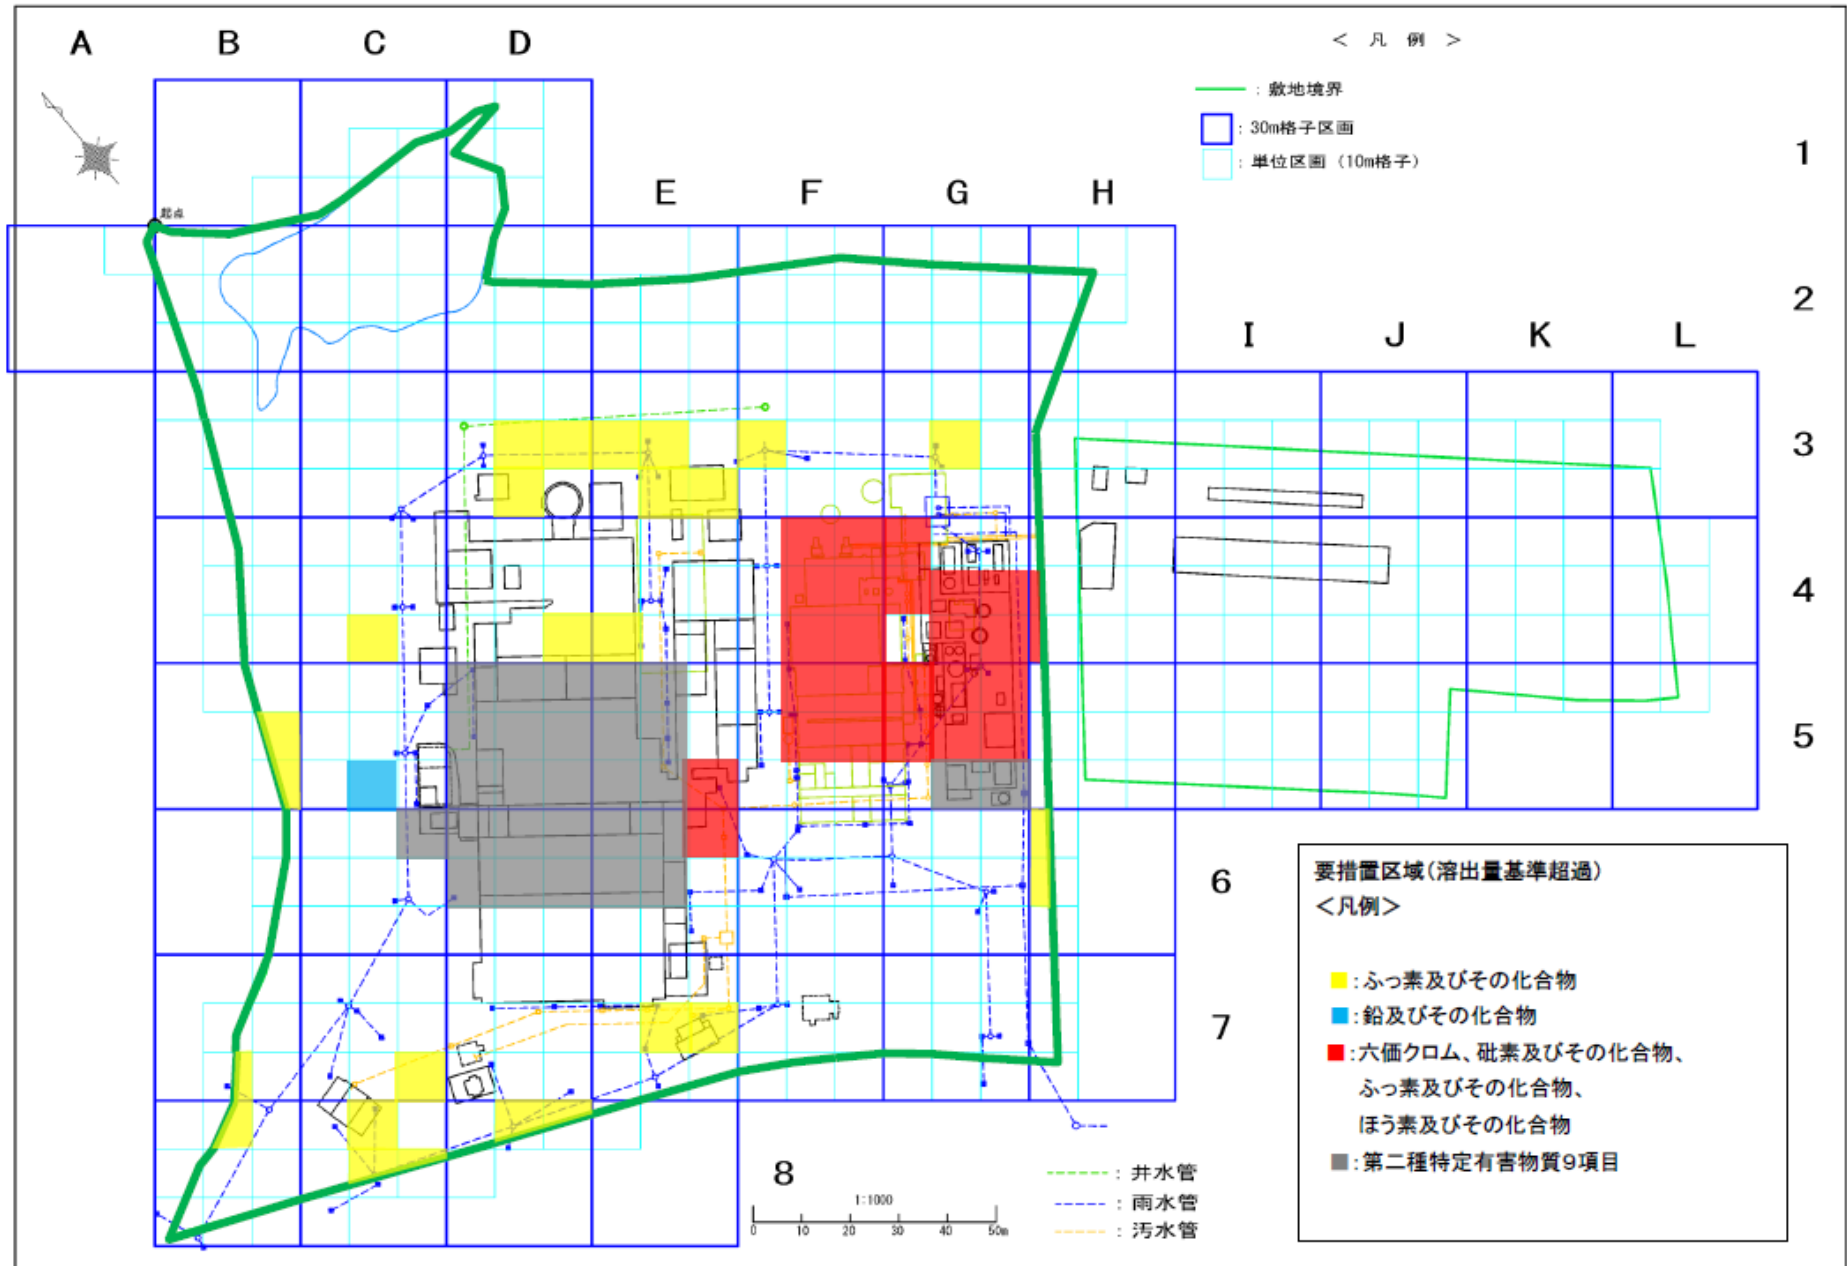 A B C D
< 凡 例 >
: 敷地境界
: 30m格子区画
: 単位区画（10m格子）
1
E F G H
起点
2
I J K L
3
4
5
6
7
8
要措置区域(溶出量基準超過)
<凡例>
:ふっ素及びその化合物
:鉛及びその化合物
:六価クロム、砒素及びその化合物、
ふっ素及びその化合物、
ほう素及びその化合物
:第二種特定有害物質9項目
1:1000
0 10 20 30 40 50m
: 井水管
: 雨水管
: 汚水管